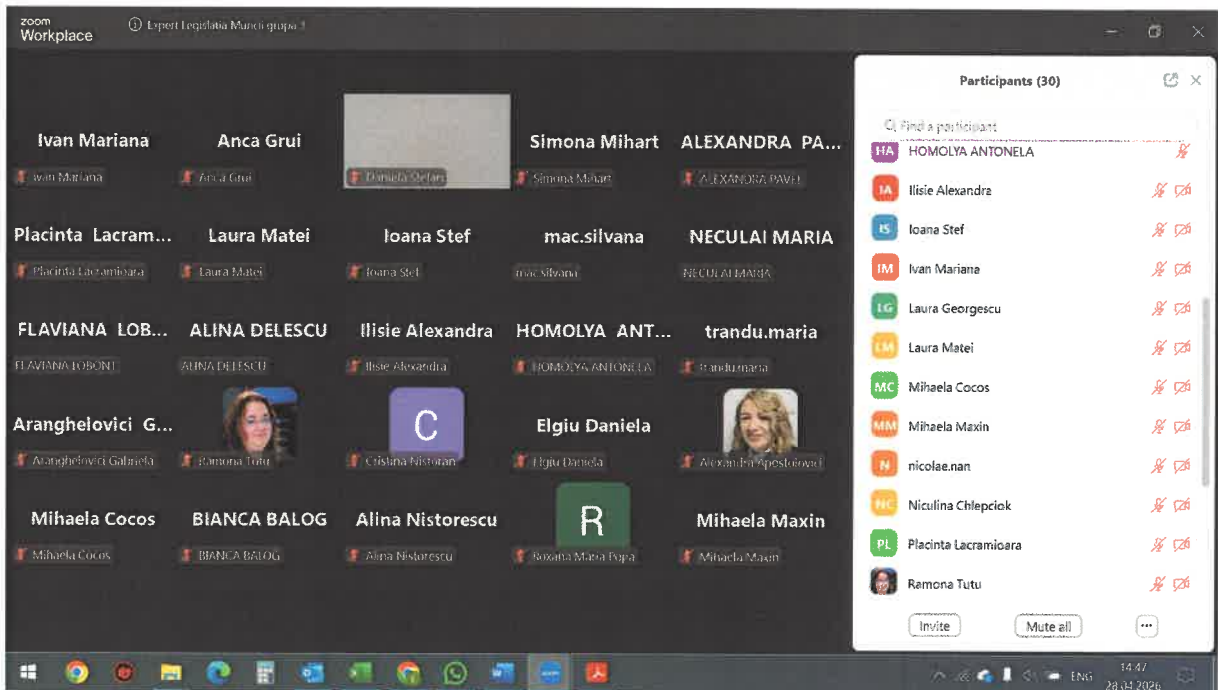 zoom
Workplace
Expert Legislatia Muncii grupa
Ivan Mariana
Anca Grui
Simona Mihart
ALEXANDRA PA...
Ivan Mariana
Anca Grui
Daniela Stefan
Simona Mihart
ALEXANDRA PAVEL
Placinta Lacram...
Laura Matei
Ioana Stef
mac.silvana
NECULAI MARIA
Placinta Lacramioara
Laura Matei
Ioana Stef
mac.silvana
NECULAI MARIA
FLAVIANA LOB...
ALINA DELESCU
Ilisie Alexandra
HOMOLYA ANT...
trandu.maria
FLAVIANA LOBONT
ALINA DELESCU
Ilisie Alexandra
HOMOLYA ANTONELA
trandu.maria
Aranghelovici G...
C
Elgiu Daniela
Aranghelovici Gabriela
Ramona Tutu
Cristina Nistoran
Elgiu Daniela
Alexandra Apostolovici
Mihaela Cocos
BIANCA BALOG
Alina Nistorescu
R
Mihaela Maxin
Mihaela Cocos
BIANCA BALOG
Alina Nistorescu
Roxana Maria Popa
Mihaela Maxin
Participants (30)
Find a participant
HA HOMOLYA ANTONELA
IA Ilisie Alexandra
IS Ioana Stef
IM Ivan Mariana
LG Laura Georgescu
LM Laura Matei
MC Mihaela Cocos
MM Mihaela Maxin
N nicolae.nan
NC Niculina Chlepciok
PL Placinta Lacramioara
Ramona Tutu
Invite
Mute all
ENG
14:47
28.04.2026